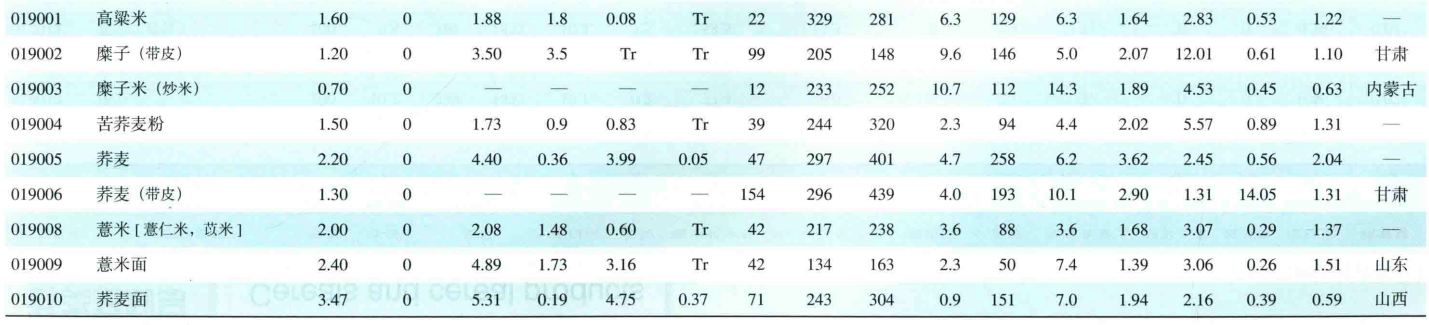 019001 高粱米 1.60 0 1.88 1.8 0.08 Tr 22 329 281 6.3 129 6.3 1.64 2.83 0.53 1.22 —
019002 糜子（带皮） 1.20 0 3.50 3.5 Tr Tr 99 205 148 9.6 146 5.0 2.07 12.01 0.61 1.10 甘肃
019003 糜子米（炒米） 0.70 0 — — — — 12 233 252 10.7 112 14.3 1.89 4.53 0.45 0.63 内蒙古
019004 苦荞麦粉 1.50 0 1.73 0.9 0.83 Tr 39 244 320 2.3 94 4.4 2.02 5.57 0.89 1.31 —
019005 荞麦 2.20 0 4.40 0.36 3.99 0.05 47 297 401 4.7 258 6.2 3.62 2.45 0.56 2.04 —
019006 荞麦（带皮） 1.30 0 — — — — 154 296 439 4.0 193 10.1 2.90 1.31 14.05 1.31 甘肃
019008 薏米［薏仁米，苡米］ 2.00 0 2.08 1.48 0.60 Tr 42 217 238 3.6 88 3.6 1.68 3.07 0.29 1.37 —
019009 薏米面 2.40 0 4.89 1.73 3.16 Tr 42 134 163 2.3 50 7.4 1.39 3.06 0.26 1.51 山东
019010 荞麦面 3.47 0 5.31 0.19 4.75 0.37 71 243 304 0.9 151 7.0 1.94 2.16 0.39 0.59 山西